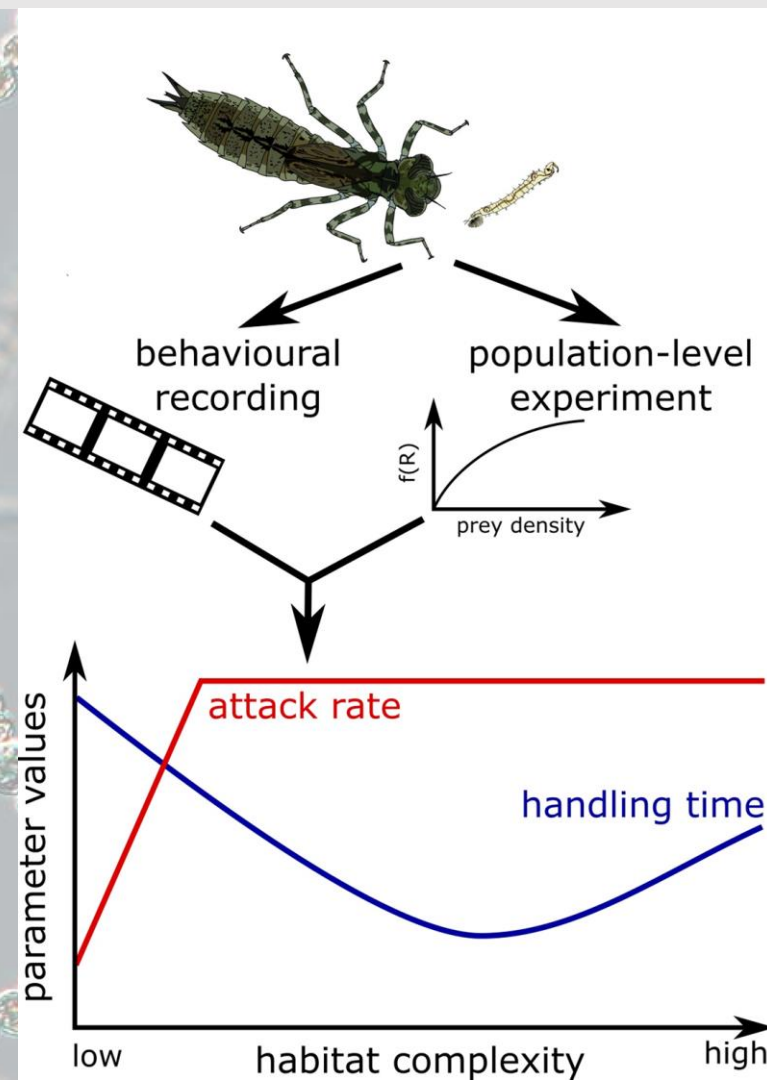 behavioural
recording
population-level
experiment
f(R)
prey density
attack rate
handling time
parameter values
low
habitat complexity
high